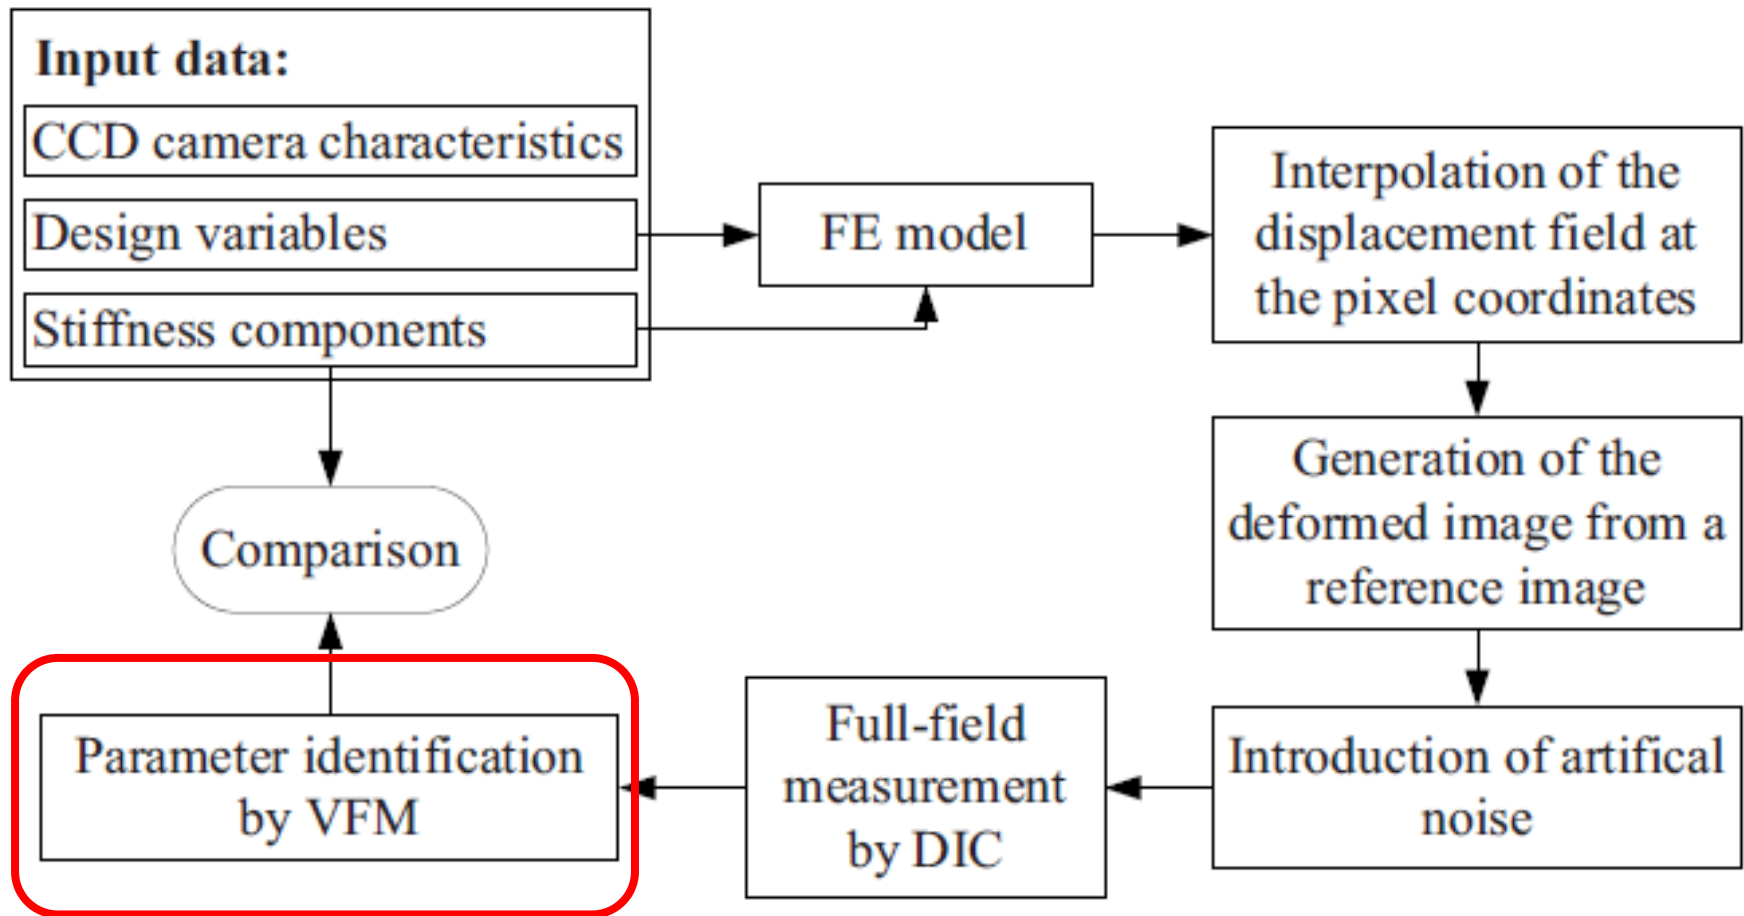 Input data:
CCD camera characteristics
Design variables
Stiffness components
FE model
Interpolation of the
displacement field at
the pixel coordinates
Generation of the
deformed image from a
reference image
Introduction of artifical
noise
Full-field
measurement
by DIC
Parameter identification
by VFM
Comparison